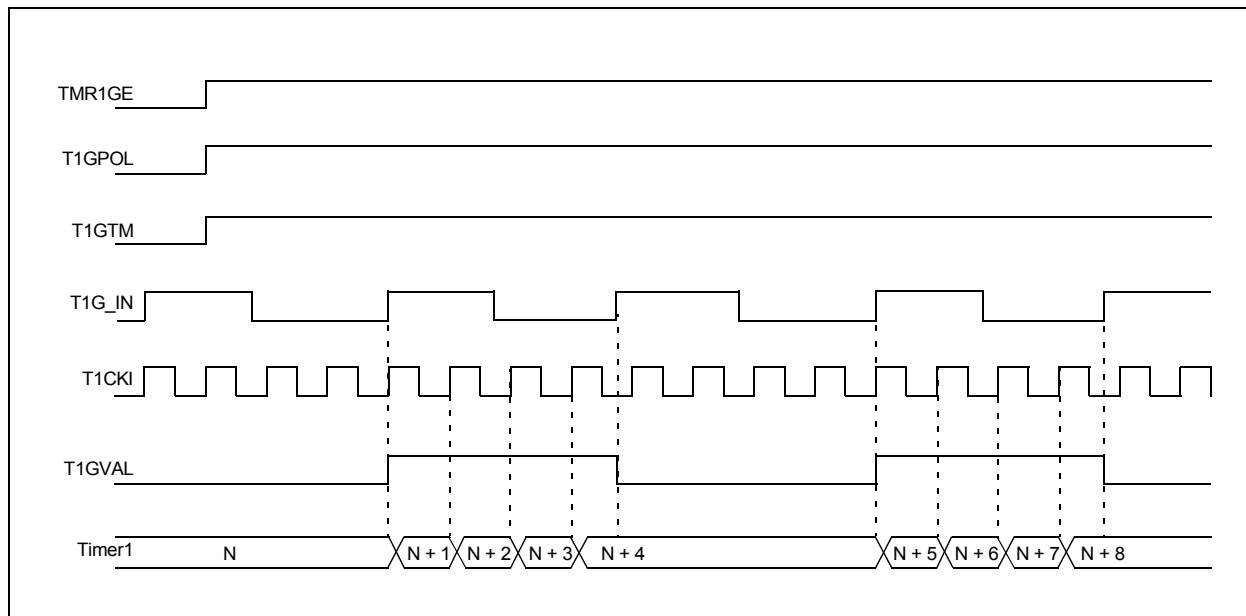 TMR1GE
T1GPOL
T1GTM
T1G_IN
T1CKI
T1GVAL
Timer1 N N + 1 N + 2 N + 3 N + 4 N + 5 N + 6 N + 7 N + 8